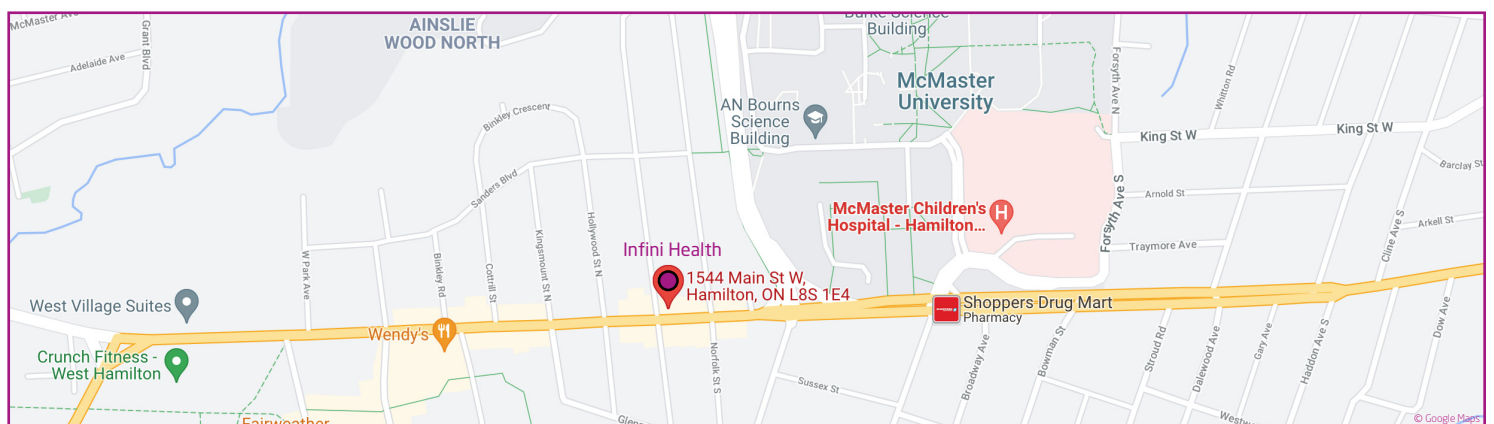 McMaster Ave
Grant Blvd
Adelaide Ave
AINSLIE
WOOD NORTH
Burke Science
Building
McMaster
University
AN Bourns
Science
Building
Forsyth Ave N
Whitton Rd
King St W
King St W
Barclay St
Binkley Crescent
Sanders Blvd
McMaster Children's
Hospital - Hamilton...
H
Arnold St
Forsyth Ave S
Traymore Ave
Cline Ave S
Arkell St
W Park Ave
Binkley Rd
Cottrill St
Kingsmount St N
Hollywood St N
Infini Health
1544 Main St W,
Hamilton, ON L8S 1E4
West Village Suites
Wendy's
Shoppers Drug Mart
Pharmacy
Crunch Fitness -
West Hamilton
Norfolk St S
Sussex St
Broadway Ave
Bowman St
Stroud Rd
Dalewood Ave
Gary Ave
Haddon Ave S
Dow Ave
Fairweather
Glen
Westw
© Google Maps